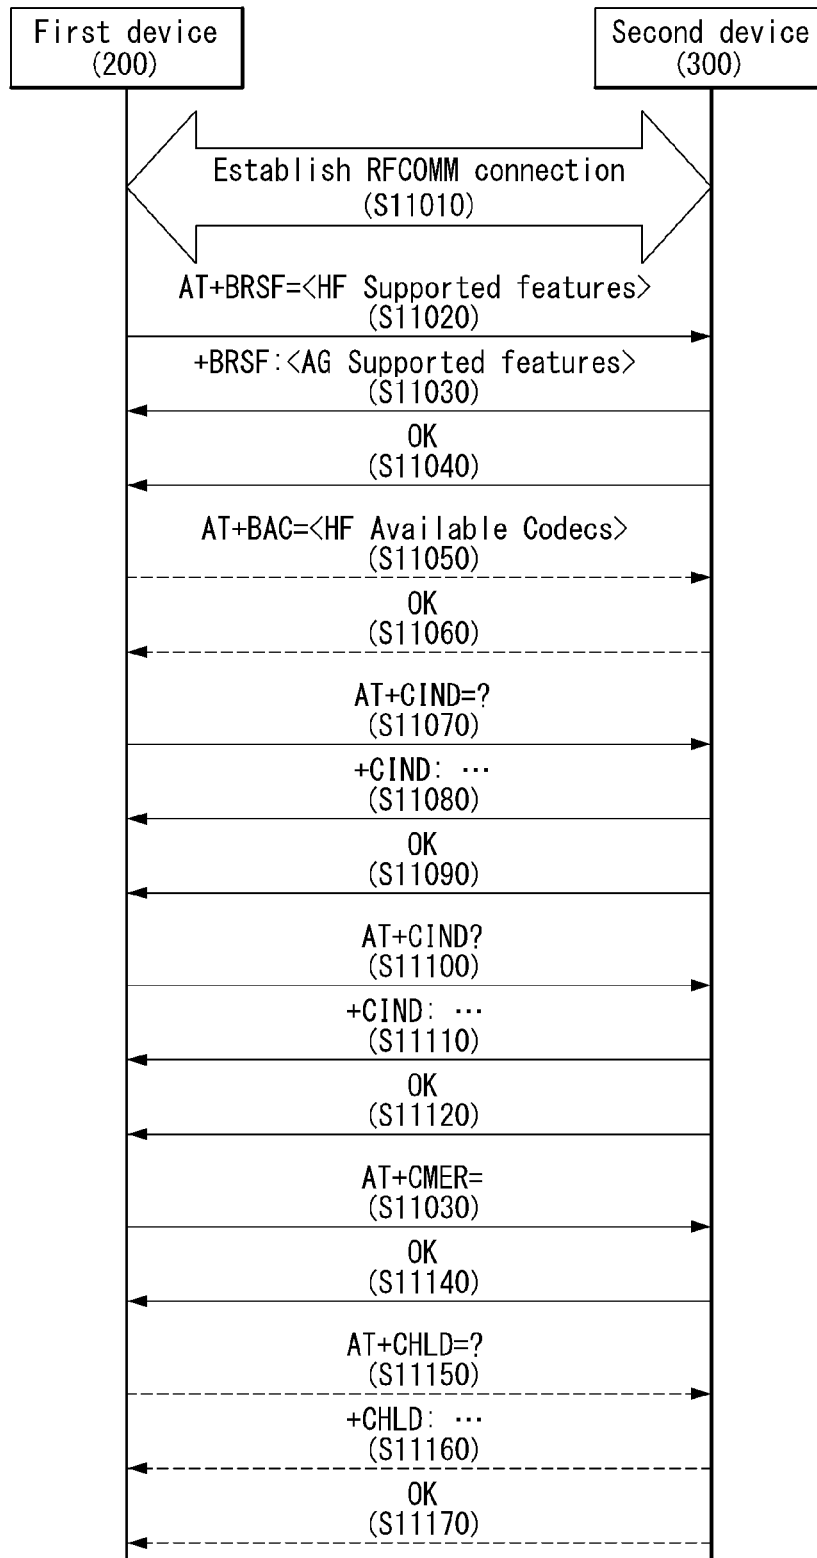 First device
(200)
Second device
(300)
Establish RFCOMM connection
(S11010)
AT+BRSF=<HF Supported features>
(S11020)
+BRSF:<AG Supported features>
(S11030)
OK
(S11040)
AT+BAC=<HF Available Codecs>
(S11050)
OK
(S11060)
AT+CIND=?
(S11070)
+CIND: ⋯
(S11080)
OK
(S11090)
AT+CIND?
(S11100)
+CIND: ⋯
(S11110)
OK
(S11120)
AT+CMER=
(S11030)
OK
(S11140)
AT+CHLD=?
(S11150)
+CHLD: ⋯
(S11160)
OK
(S11170)